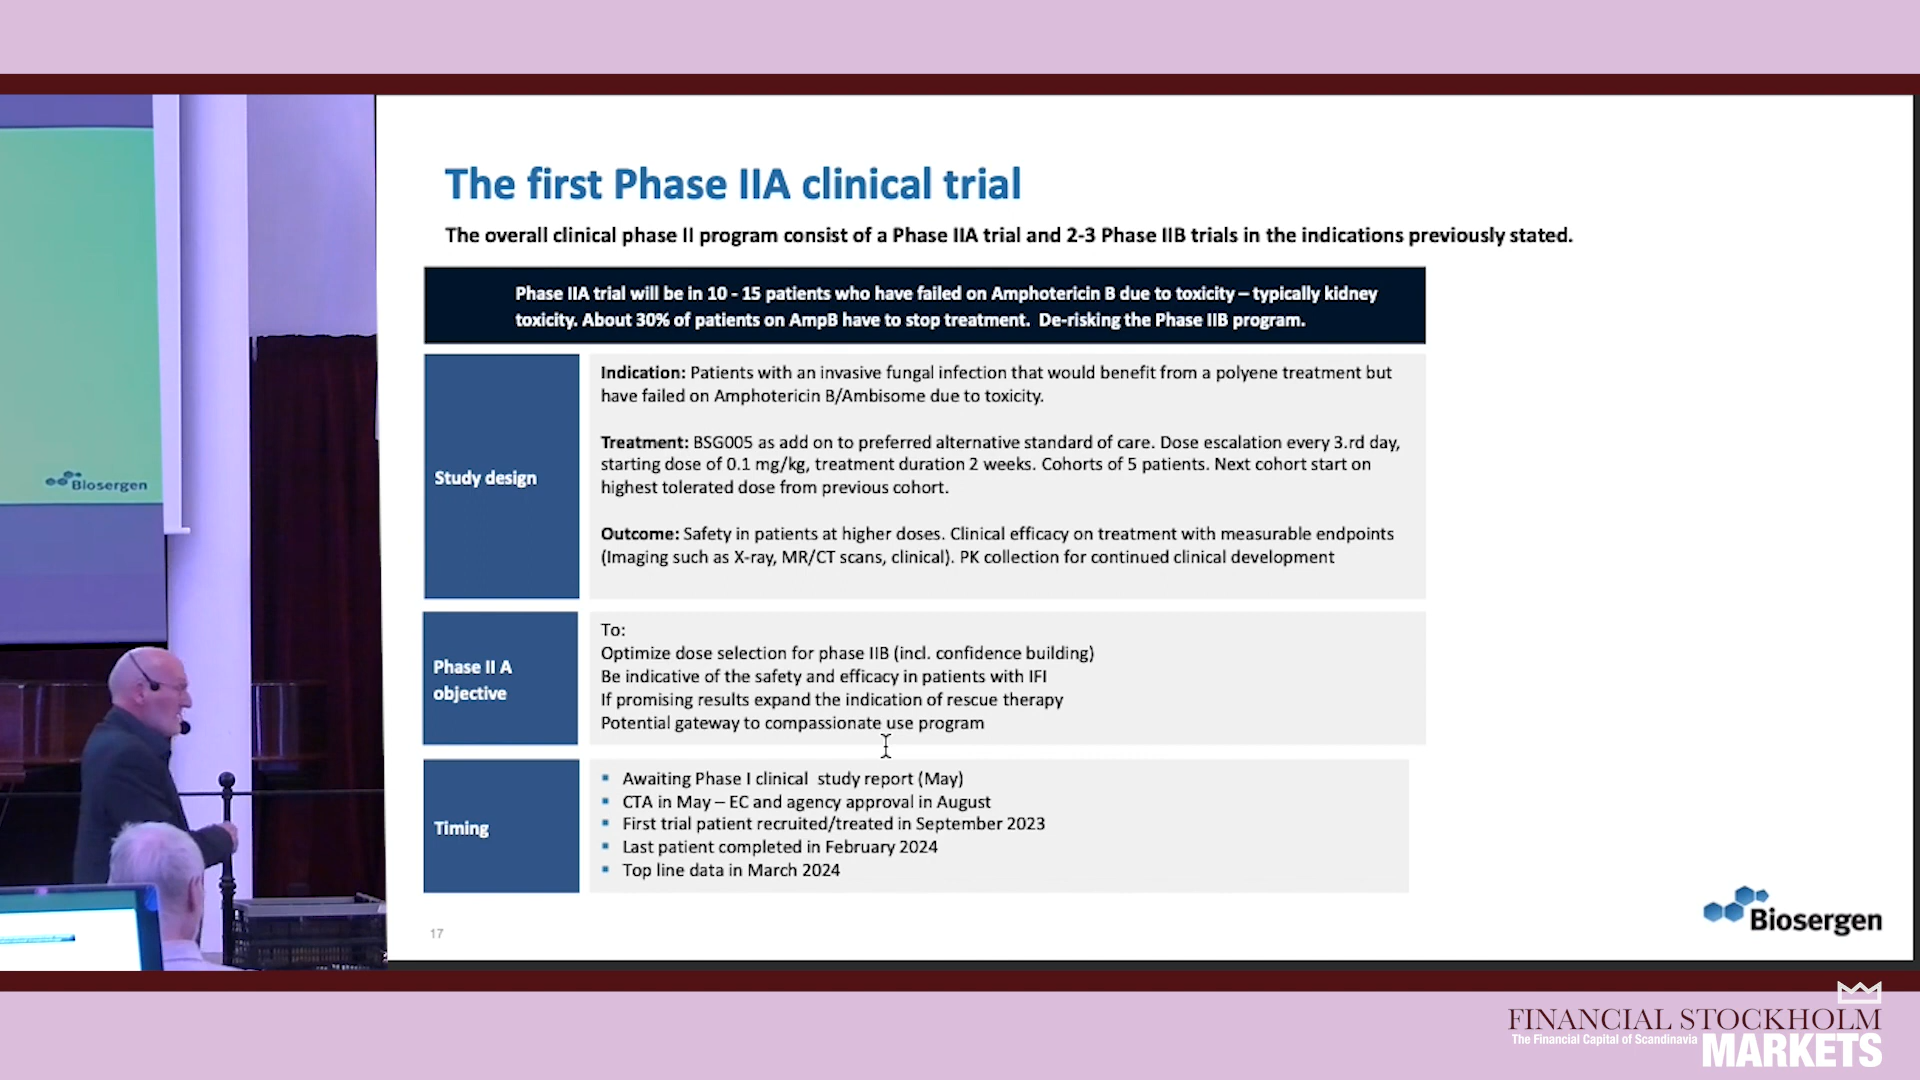 The first Phase IIA clinical trial
The overall clinical phase II program consist of a Phase IIA trial and 2-3 Phase IIB trials in the indications previously stated.
Phase IIA trial will be in 10 - 15 patients who have failed on Amphotericin B due to toxicity – typically kidney
toxicity. About 30% of patients on AmpB have to stop treatment.  De-risking the Phase IIB program.
Study design
Indication: Patients with an invasive fungal infection that would benefit from a polyene treatment but
have failed on Amphotericin B/Ambisome due to toxicity.
Treatment: BSG005 as add on to preferred alternative standard of care. Dose escalation every 3.rd day,
starting dose of 0.1 mg/kg, treatment duration 2 weeks. Cohorts of 5 patients. Next cohort start on
highest tolerated dose from previous cohort.
Outcome: Safety in patients at higher doses. Clinical efficacy on treatment with measurable endpoints
(Imaging such as X-ray, MR/CT scans, clinical). PK collection for continued clinical development
Phase II A
objective
To:
Optimize dose selection for phase IIB (incl. confidence building)
Be indicative of the safety and efficacy in patients with IFI
If promising results expand the indication of rescue therapy
Potential gateway to compassionate use program
Timing
▪ Awaiting Phase I clinical  study report (May)
▪ CTA in May – EC and agency approval in August
▪ First trial patient recruited/treated in September 2023
▪ Last patient completed in February 2024
▪ Top line data in March 2024
17
Biosergen
Biosergen
FINANCIAL STOCKHOLM
The Financial Capital of Scandinavia
MARKETS